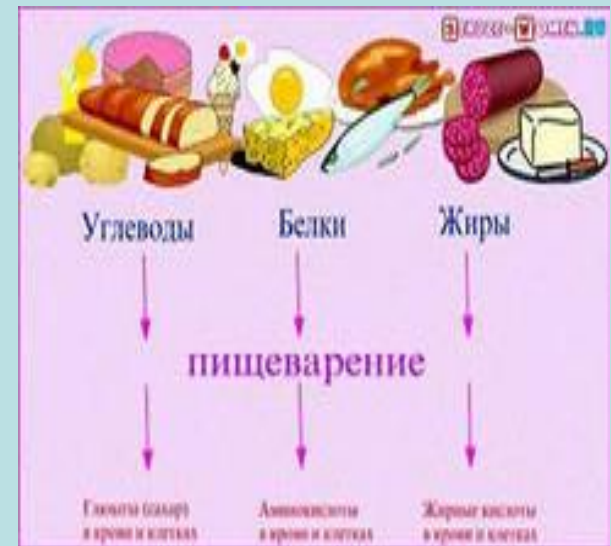 Углеводы Белки Жиры
пищеварение
Глюкоза (сахар) Аминокислоты Жирные кислоты
в крови и клетках в крови и клетках в крови и клетках